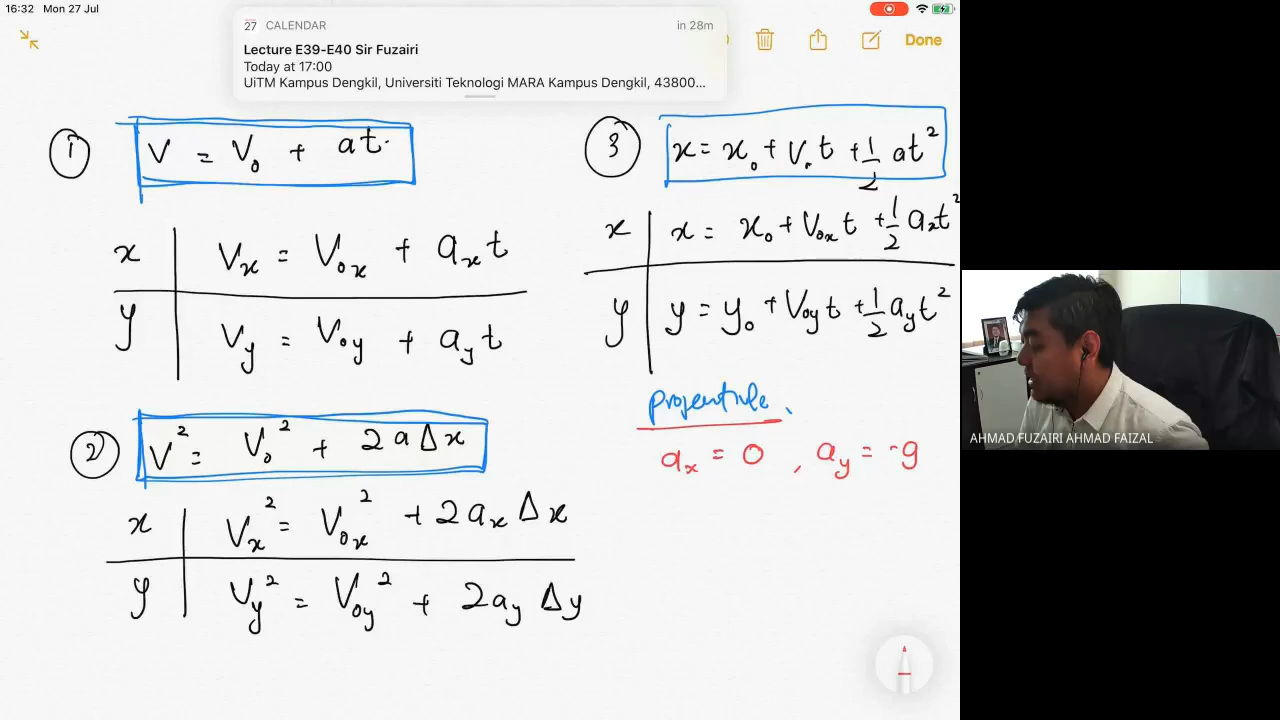 16:32 Mon 27 Jul
27 CALENDAR in 28m
Lecture E39-E40 Sir Fuzairi
Today at 17:00
UiTM Kampus Dengkil, Universiti Teknologi MARA Kampus Dengkil, 43800...
Done
① V = V₀ + at
x | Vₓ = V₀ₓ + aₓt
y | Vy = V₀y + ayt
② V² = V₀² + 2aΔx
x | Vₓ² = V₀ₓ² + 2aₓΔx
y | Vy² = V₀y² + 2ayΔy
③ x = x₀ + V₀t + 1/2 at²
x | x = x₀ + V₀ₓt + 1/2 aₓt²
y | y = y₀ + V₀yt + 1/2 ayt²
projectile
aₓ = 0 , ay = -g
AHMAD FUZAIRI AHMAD FAIZAL